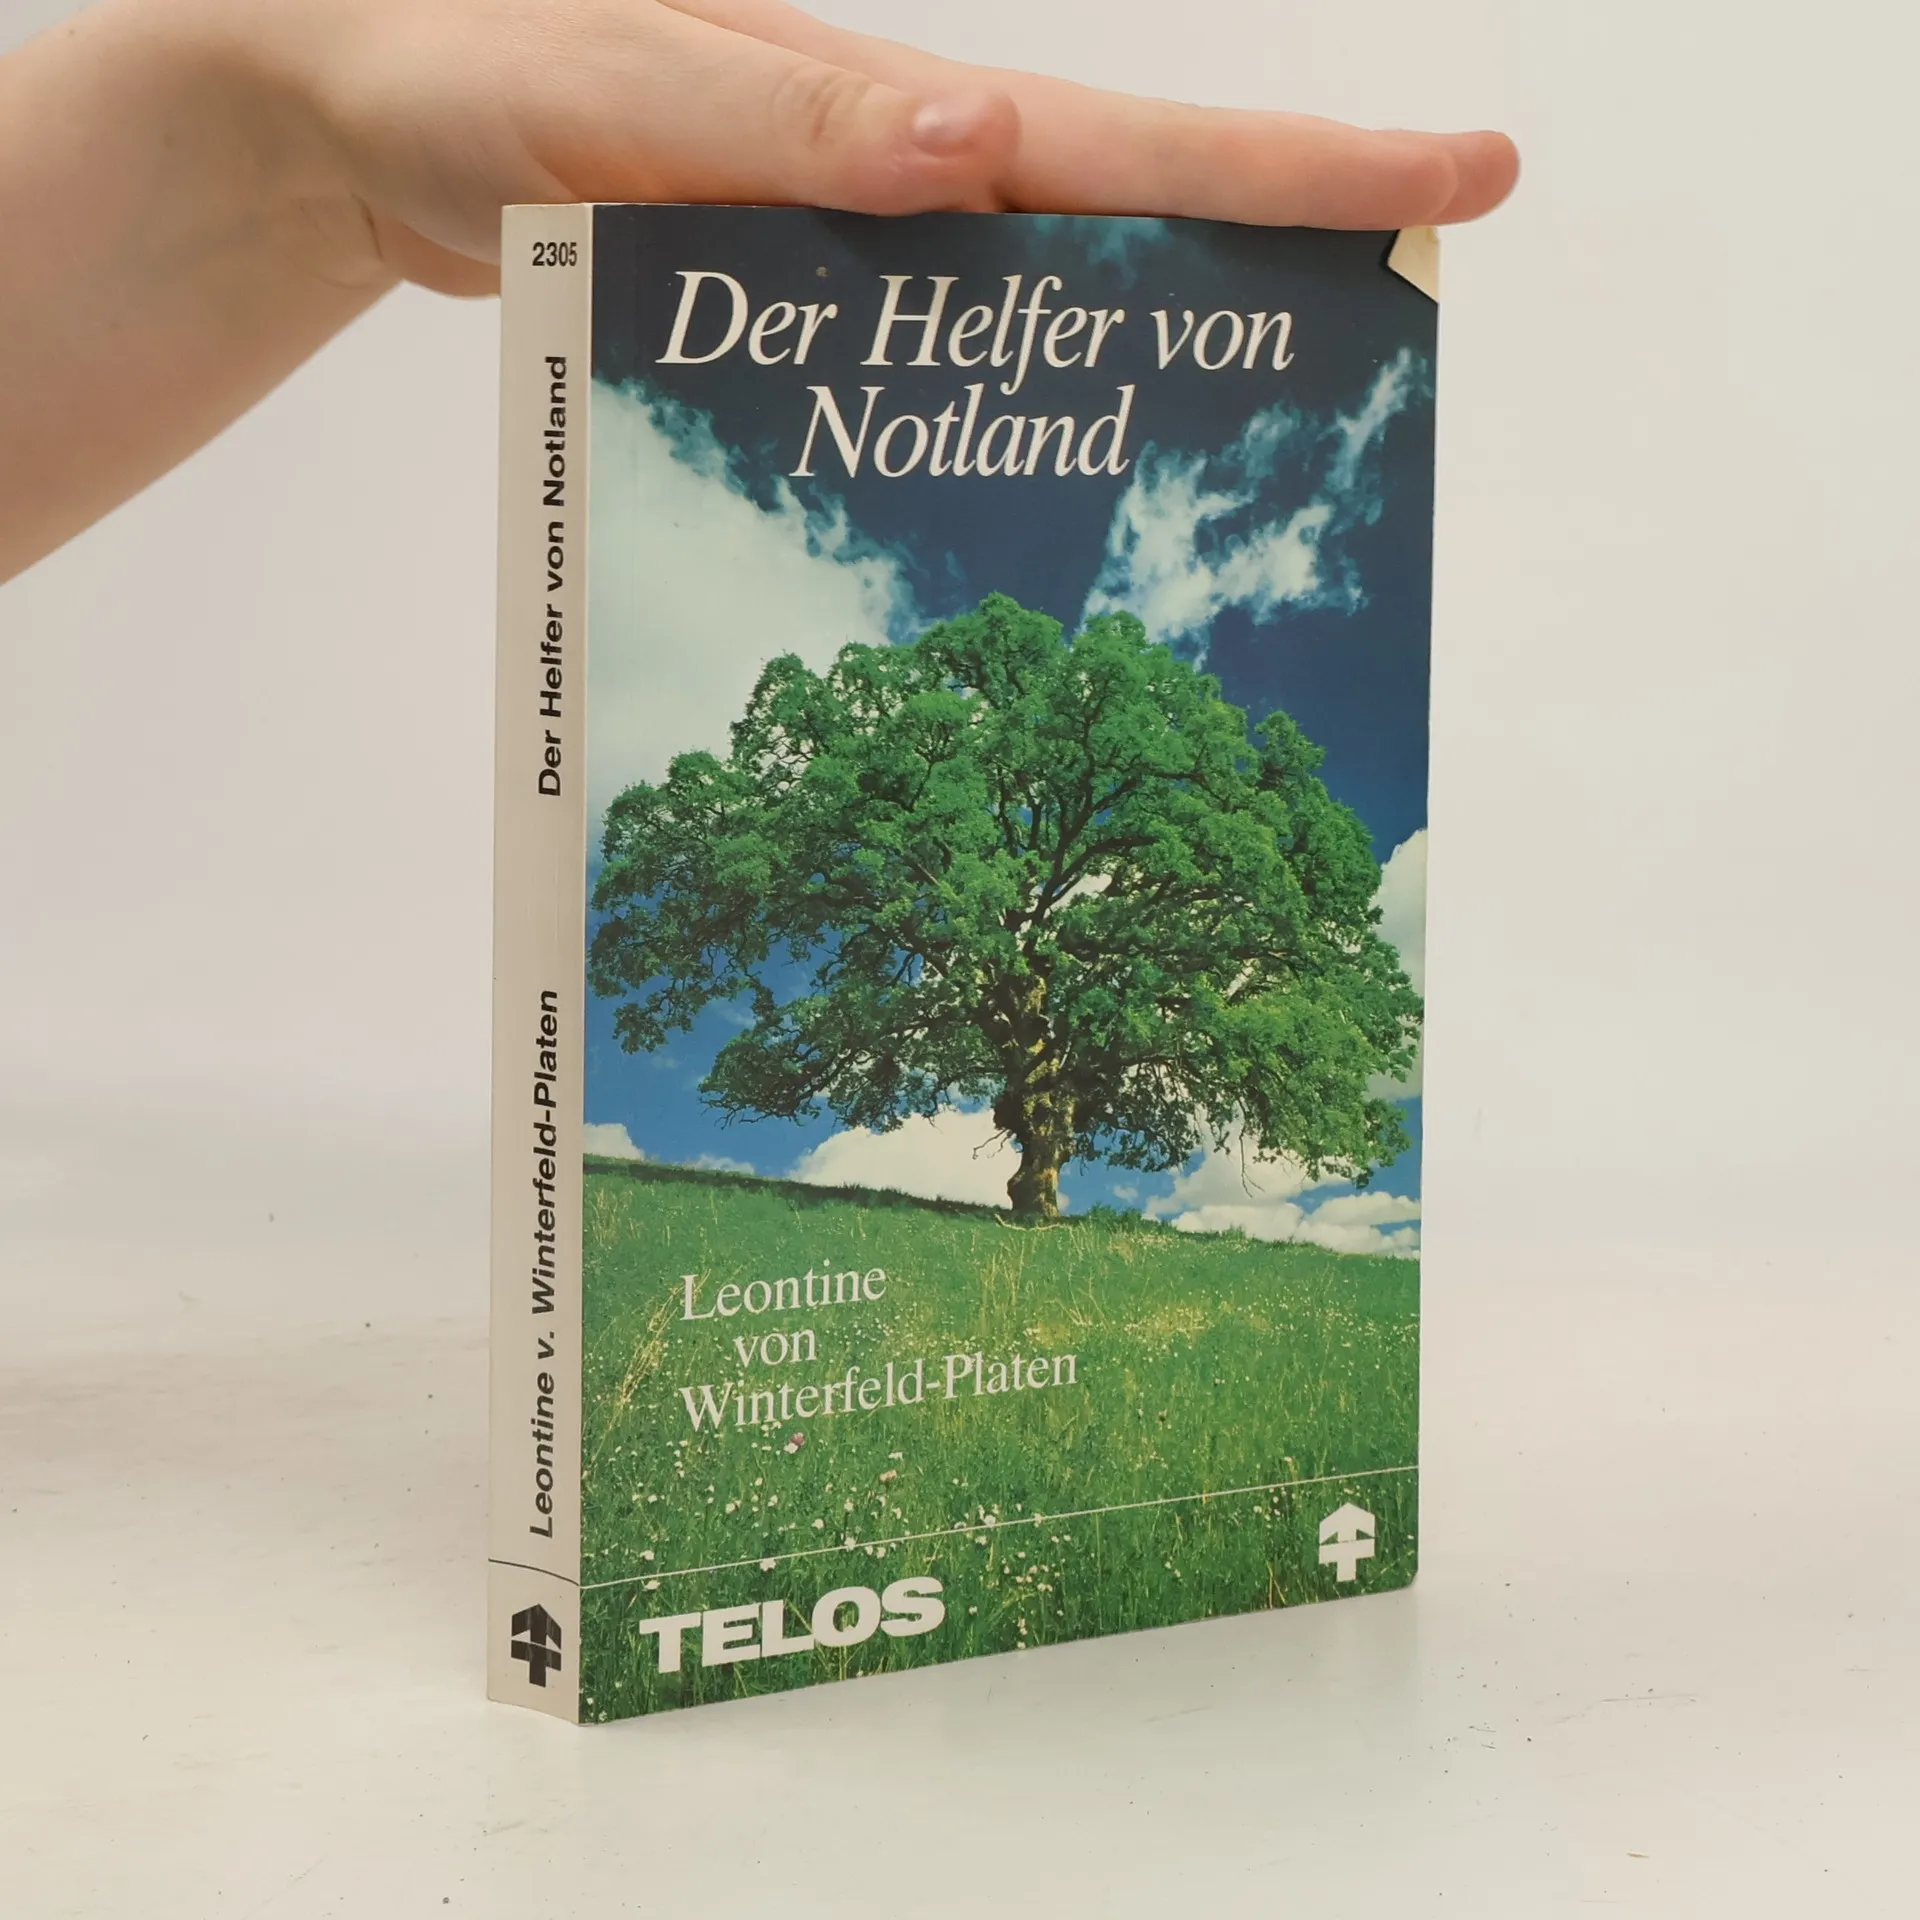 2305
Der Helfer von Notland
Leontine v. Winterfeld-Platen
Der Helfer von
Notland
Leontine
von
Winterfeld-Platen
TELOS